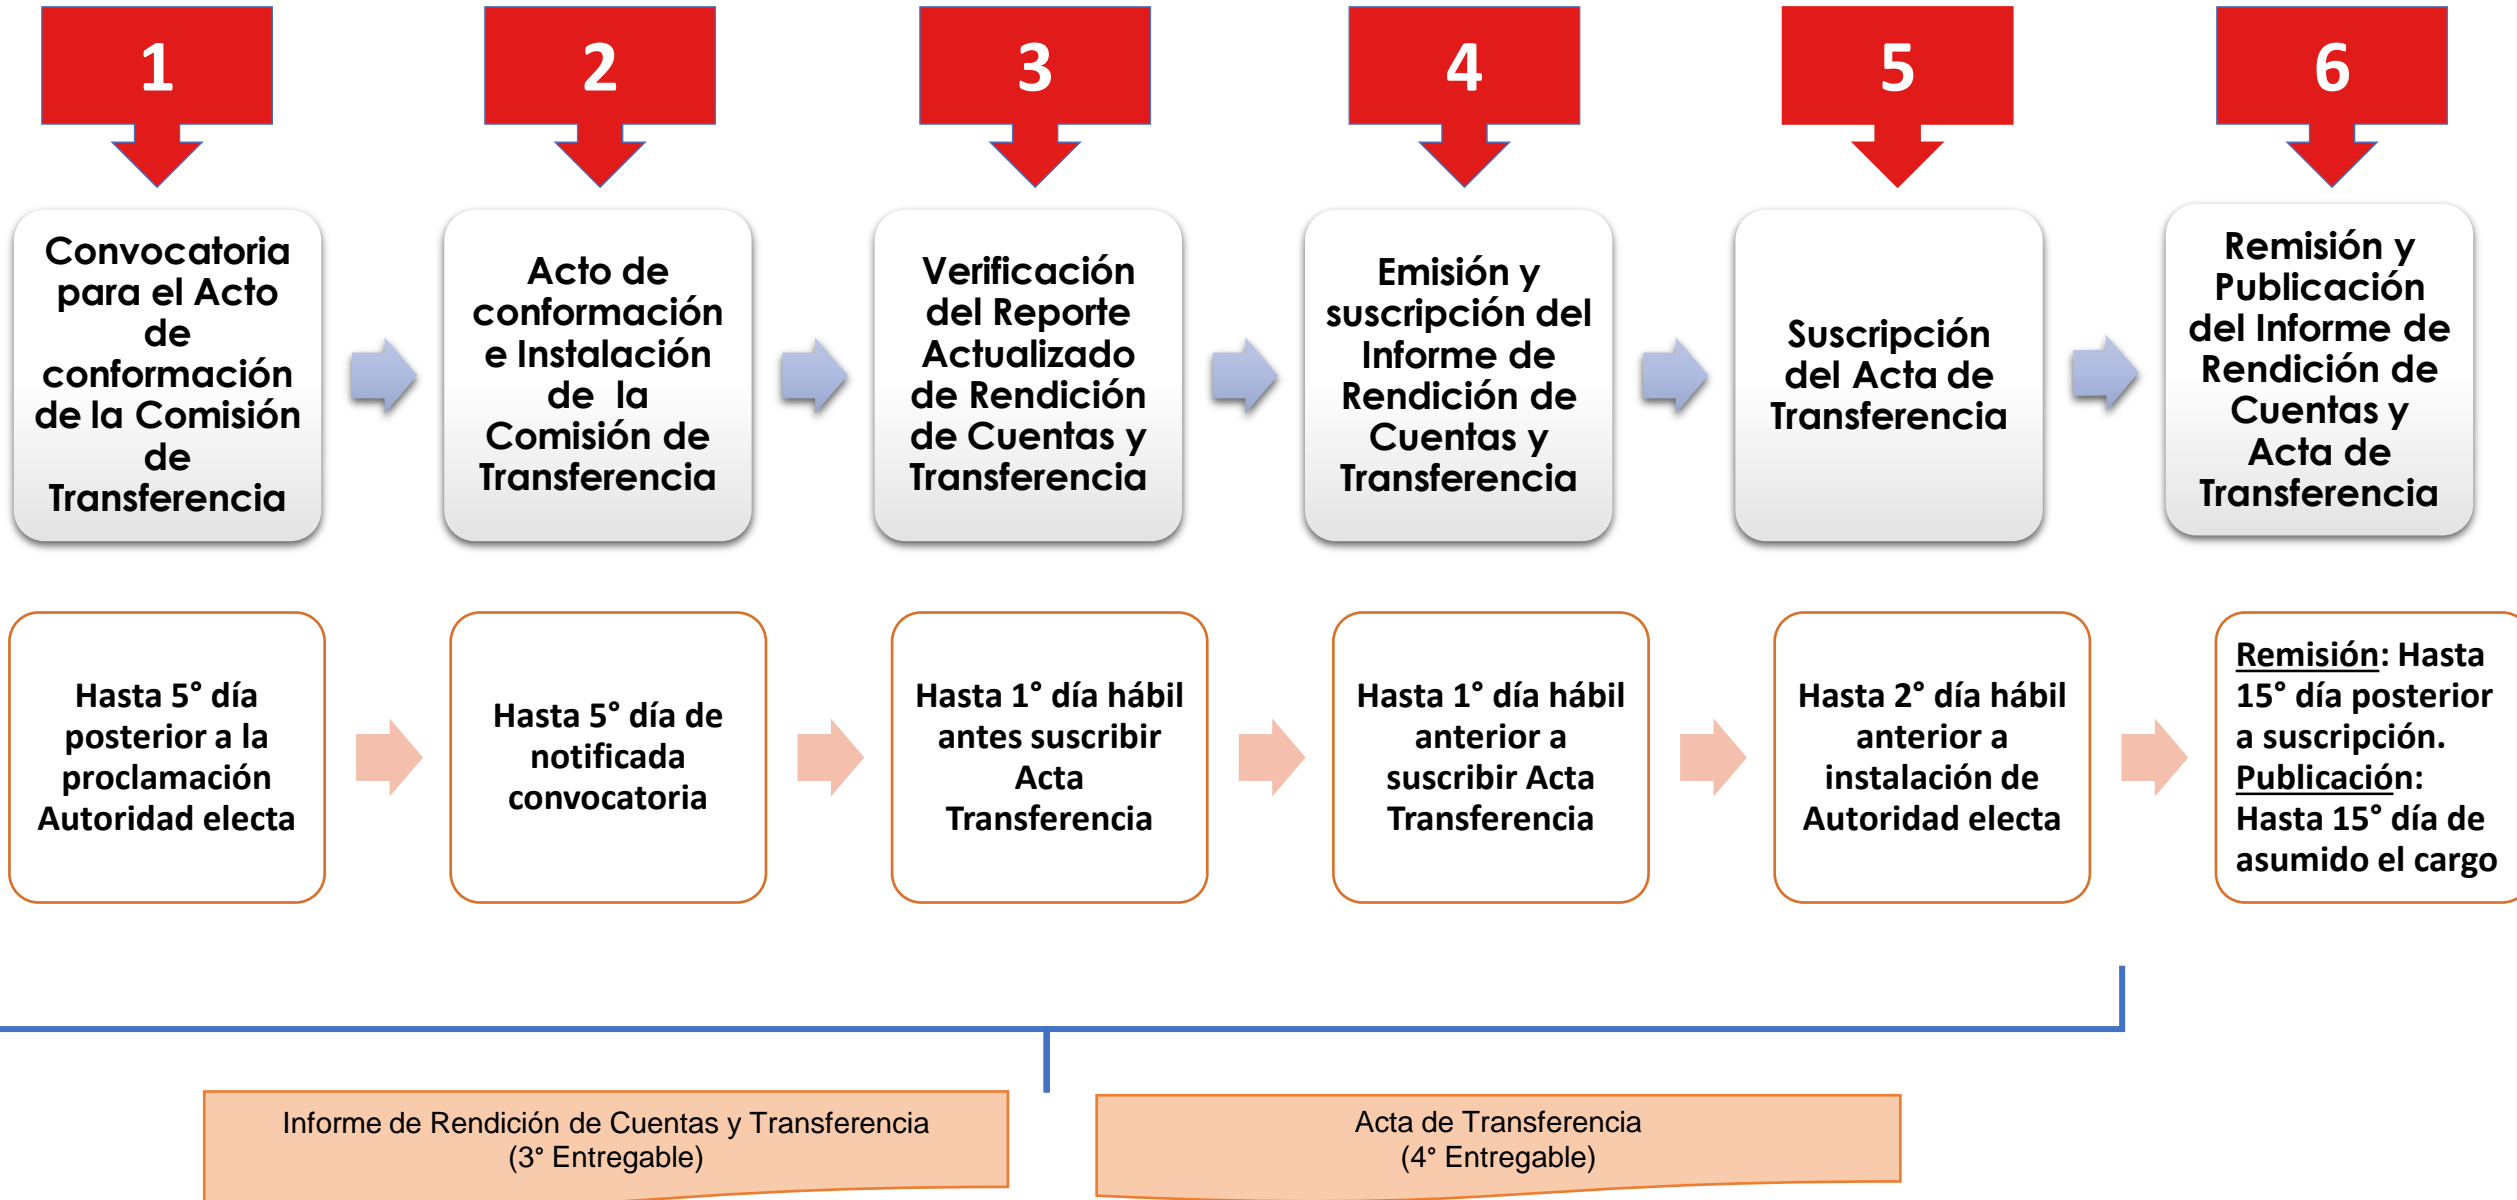 1
2
3
4
5
6
Convocatoria
para el Acto
de
conformación
de la Comisión
de
Transferencia
Acto de
conformación
e Instalación
de la
Comisión de
Transferencia
Verificación
del Reporte
Actualizado
de Rendición
de Cuentas y
Transferencia
Emisión y
suscripción del
Informe de
Rendición de
Cuentas y
Transferencia
Suscripción
del Acta de
Transferencia
Remisión y
Publicación
del Informe de
Rendición de
Cuentas y
Acta de
Transferencia
Hasta 5° día
posterior a la
proclamación
Autoridad electa
Hasta 5° día de
notificada
convocatoria
Hasta 1° día hábil
antes suscribir
Acta
Transferencia
Hasta 1° día hábil
anterior a
suscribir Acta
Transferencia
Hasta 2° día hábil
anterior a
instalación de
Autoridad electa
Remisión: Hasta
15° día posterior
a suscripción.
Publicación:
Hasta 15° día de
asumido el cargo
Informe de Rendición de Cuentas y Transferencia
(3° Entregable)
Acta de Transferencia
(4° Entregable)